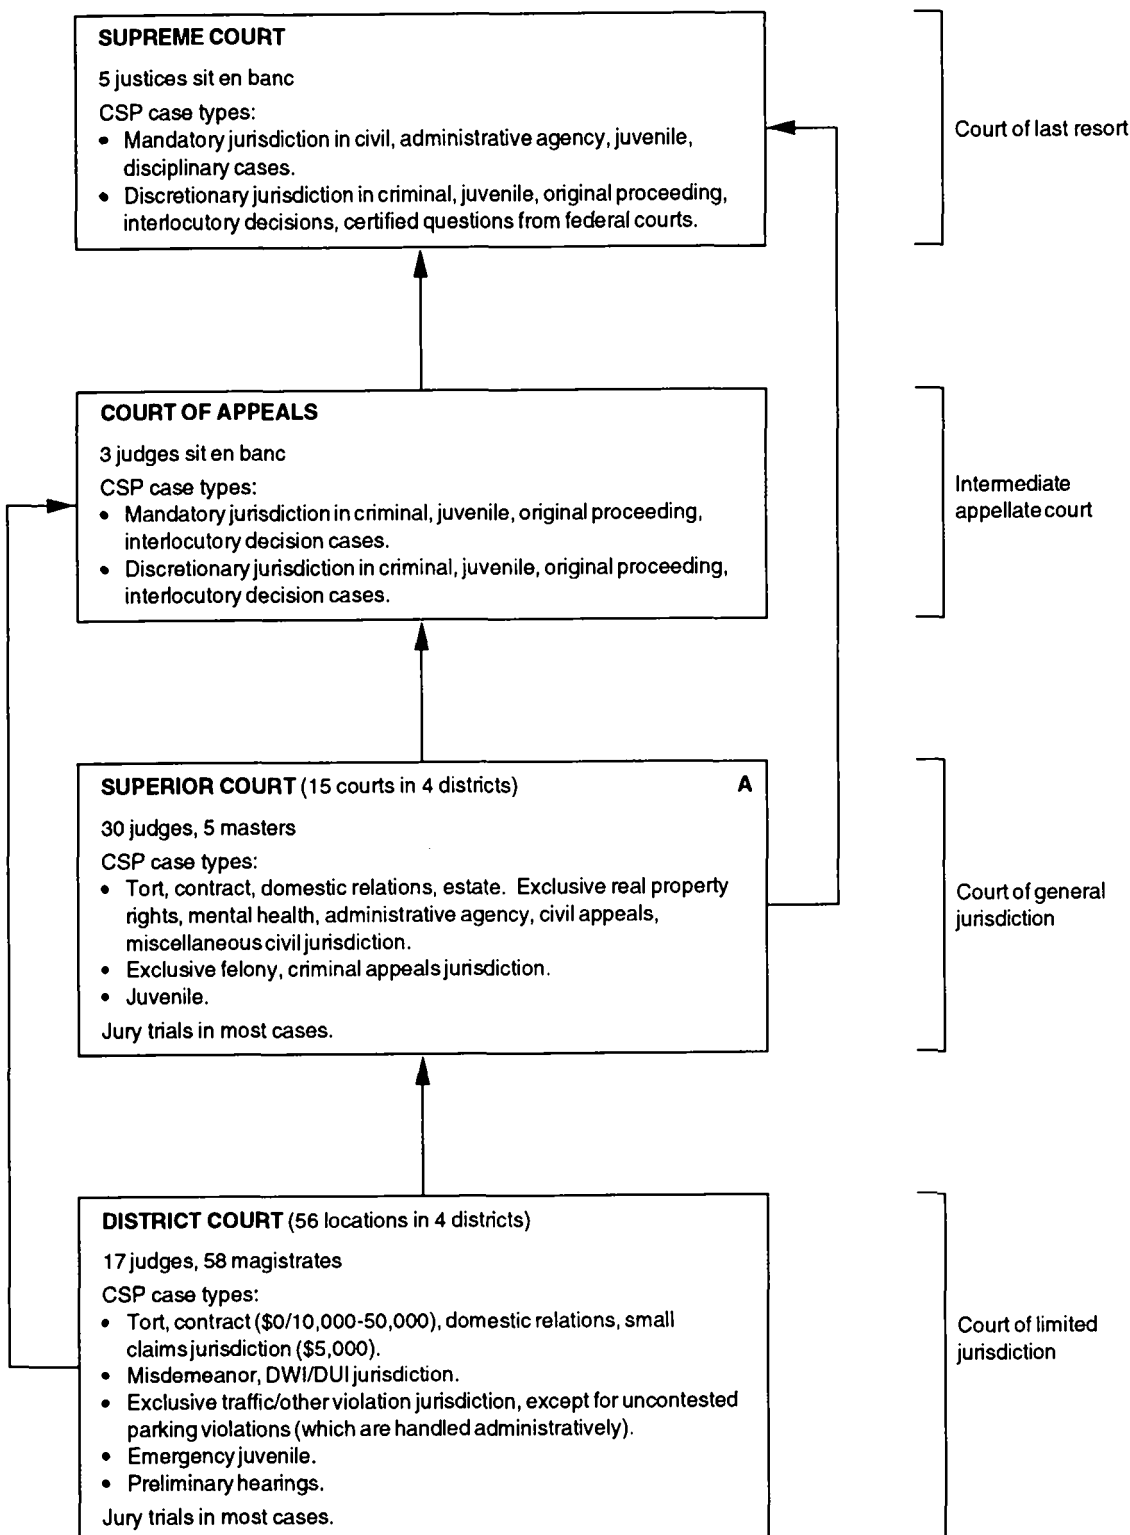 SUPREME COURT
5 justices sit en banc
CSP case types:
• Mandatory jurisdiction in civil, administrative agency, juvenile,
disciplinary cases.
• Discretionary jurisdiction in criminal, juvenile, original proceeding,
interlocutory decisions, certified questions from federal courts.
Court of last resort
COURT OF APPEALS
3 judges sit en banc
CSP case types:
• Mandatory jurisdiction in criminal, juvenile, original proceeding,
interlocutory decision cases.
• Discretionary jurisdiction in criminal, juvenile, original proceeding,
interlocutory decision cases.
Intermediate
appellate court
SUPERIOR COURT (15 courts in 4 districts) A
30 judges, 5 masters
CSP case types:
• Tort, contract, domestic relations, estate. Exclusive real property
rights, mental health, administrative agency, civil appeals,
miscellaneous civil jurisdiction.
• Exclusive felony, criminal appeals jurisdiction.
• Juvenile.
Jury trials in most cases.
Court of general
jurisdiction
DISTRICT COURT (56 locations in 4 districts)
17 judges, 58 magistrates
CSP case types:
• Tort, contract ($0/10,000-50,000), domestic relations, small
claims jurisdiction ($5,000).
• Misdemeanor, DWI/DUI jurisdiction.
• Exclusive traffic/other violation jurisdiction, except for uncontested
parking violations (which are handled administratively).
• Emergency juvenile.
• Preliminary hearings.
Jury trials in most cases.
Court of limited
jurisdiction